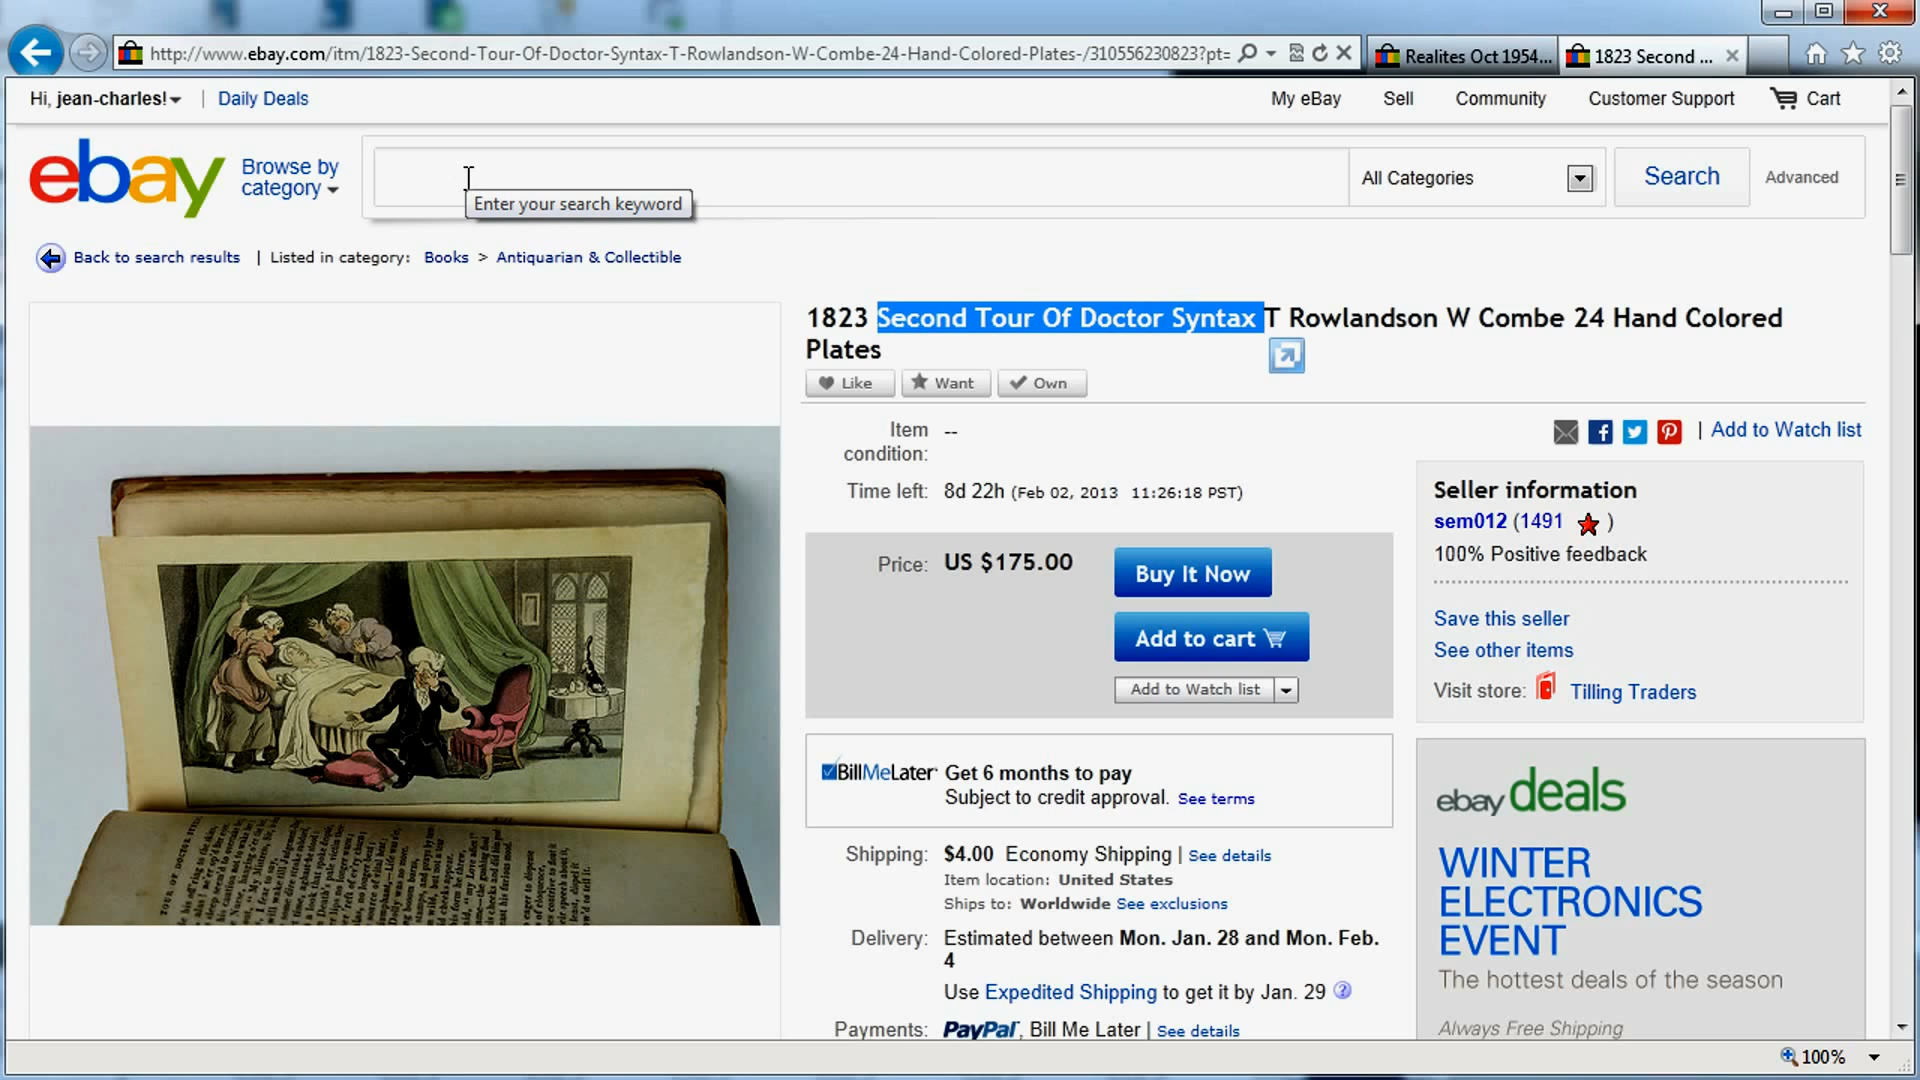 http://www.ebay.com/itm/1823-Second-Tour-Of-Doctor-Syntax-T-Rowlandson-W-Combe-24-Hand-Colored-Plates-/310556230823?pt=
Realites Oct 1954...
1823 Second ...
Hi, jean-charles!
Daily Deals
My eBay
Sell
Community
Customer Support
Cart
ebay
Browse by
category
All Categories
Search
Advanced
Enter your search keyword
Back to search results | Listed in category: Books > Antiquarian & Collectible
1823 Second Tour Of Doctor Syntax T Rowlandson W Combe 24 Hand Colored
Plates
Like
Want
Own
Item
condition:
--
| Add to Watch list
Time left: 8d 22h (Feb 02, 2013 11:26:18 PST)
Price: US $175.00
Buy It Now
Add to cart
Add to Watch list
Seller information
sem012 (1491 )
100% Positive feedback
Save this seller
See other items
Visit store: Tilling Traders
BillMeLater
Get 6 months to pay
Subject to credit approval. See terms
Shipping: $4.00 Economy Shipping | See details
Item location: United States
Ships to: Worldwide See exclusions
Delivery: Estimated between Mon. Jan. 28 and Mon. Feb.
4
Use Expedited Shipping to get it by Jan. 29 ?
Payments: PayPal, Bill Me Later | See details
ebay deals
WINTER
ELECTRONICS
EVENT
The hottest deals of the season
Always Free Shipping
TOUR OF DOCTOR SYNTAX
100%